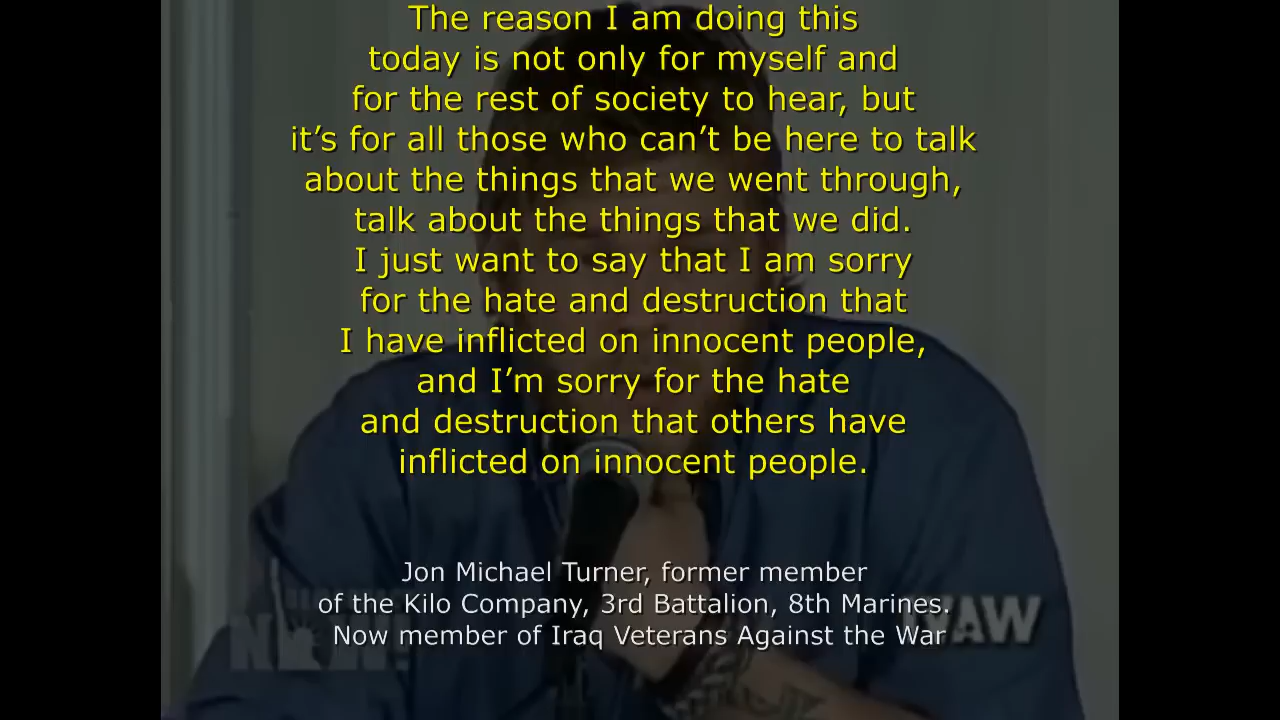 The reason I am doing this
today is not only for myself and
for the rest of society to hear, but
it’s for all those who can’t be here to talk
about the things that we went through,
talk about the things that we did.
I just want to say that I am sorry
for the hate and destruction that
I have inflicted on innocent people,
and I’m sorry for the hate
and destruction that others have
inflicted on innocent people.
Jon Michael Turner, former member
of the Kilo Company, 3rd Battalion, 8th Marines.
Now member of Iraq Veterans Against the War